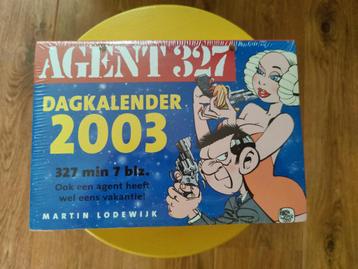 AGENT 327
DAGKALENDER
2003
327 min 7 blz.
Ook een agent heeft
wel eens vakantie!
MARTIN LODEWIJK